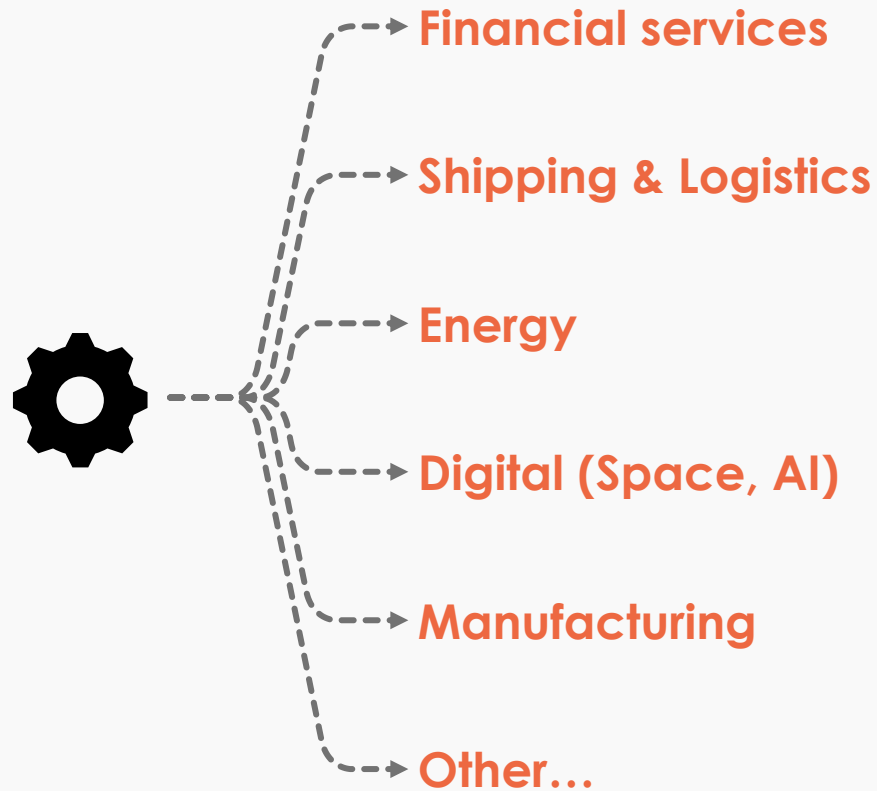 Financial services
Shipping & Logistics
Energy
Digital (Space, AI)
Manufacturing
Other…